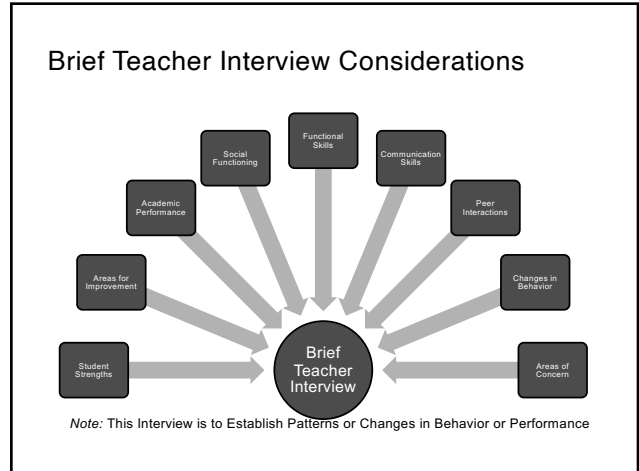 Brief Teacher Interview Considerations
Student
Strengths
Areas for
Improvement
Academic
Performance
Social
Functioning
Functional
Skills
Communication
Skills
Peer
Interactions
Changes in
Behavior
Areas of
Concern
Brief
Teacher
Interview
Note: This Interview is to Establish Patterns or Changes in Behavior or Performance